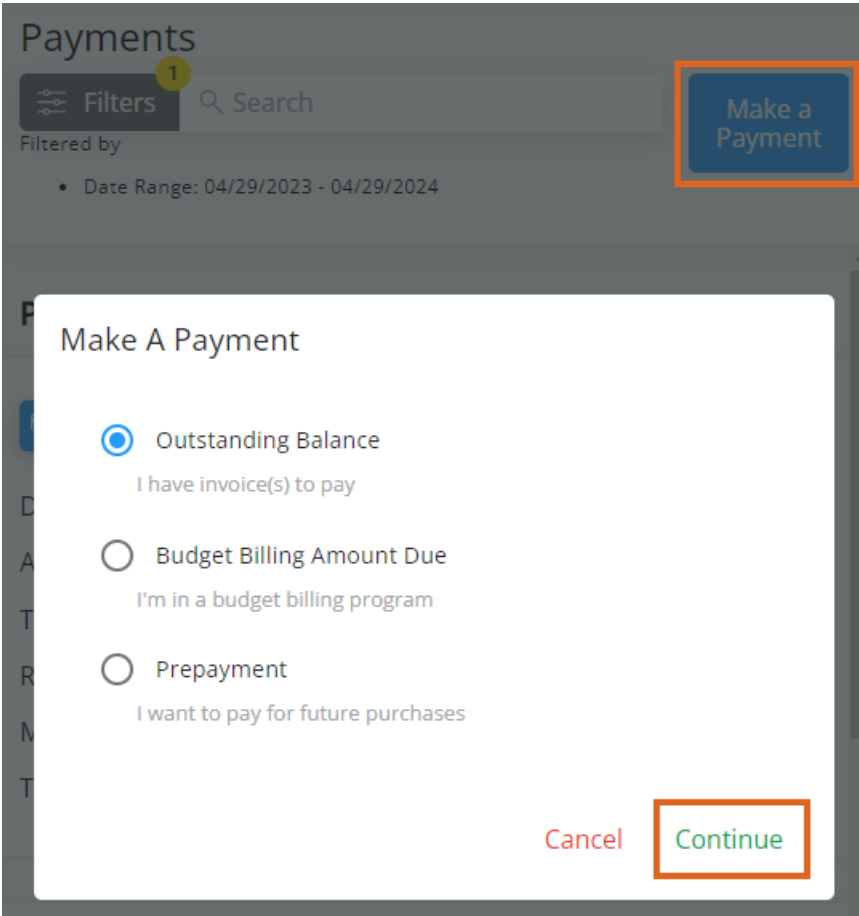 Payments
1
Filters
Search
Make a
Payment
Filtered by
• Date Range: 04/29/2023 - 04/29/2024
P
Make A Payment
Outstanding Balance
I have invoice(s) to pay
D
A
Budget Billing Amount Due
I'm in a budget billing program
T
R
Prepayment
I want to pay for future purchases
M
T
Cancel
Continue